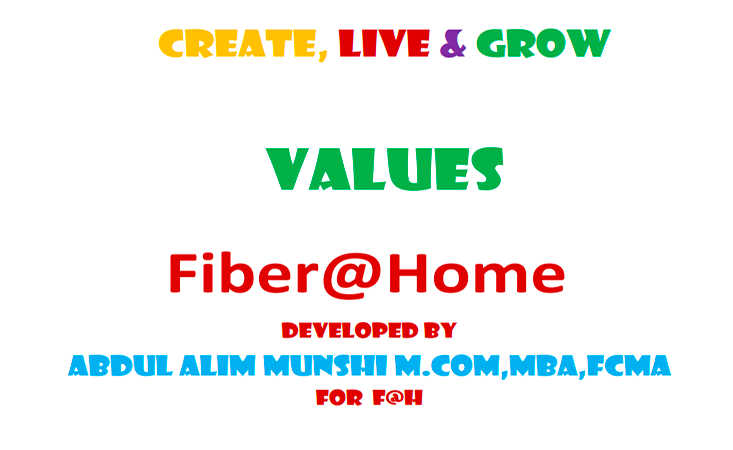 CREATE, LIVE & GROW
VALUES
Fiber@Home
DEVELOPED BY
ABDUL ALIM MUNSHI M.COM,MBA,FCMA
FOR F@H